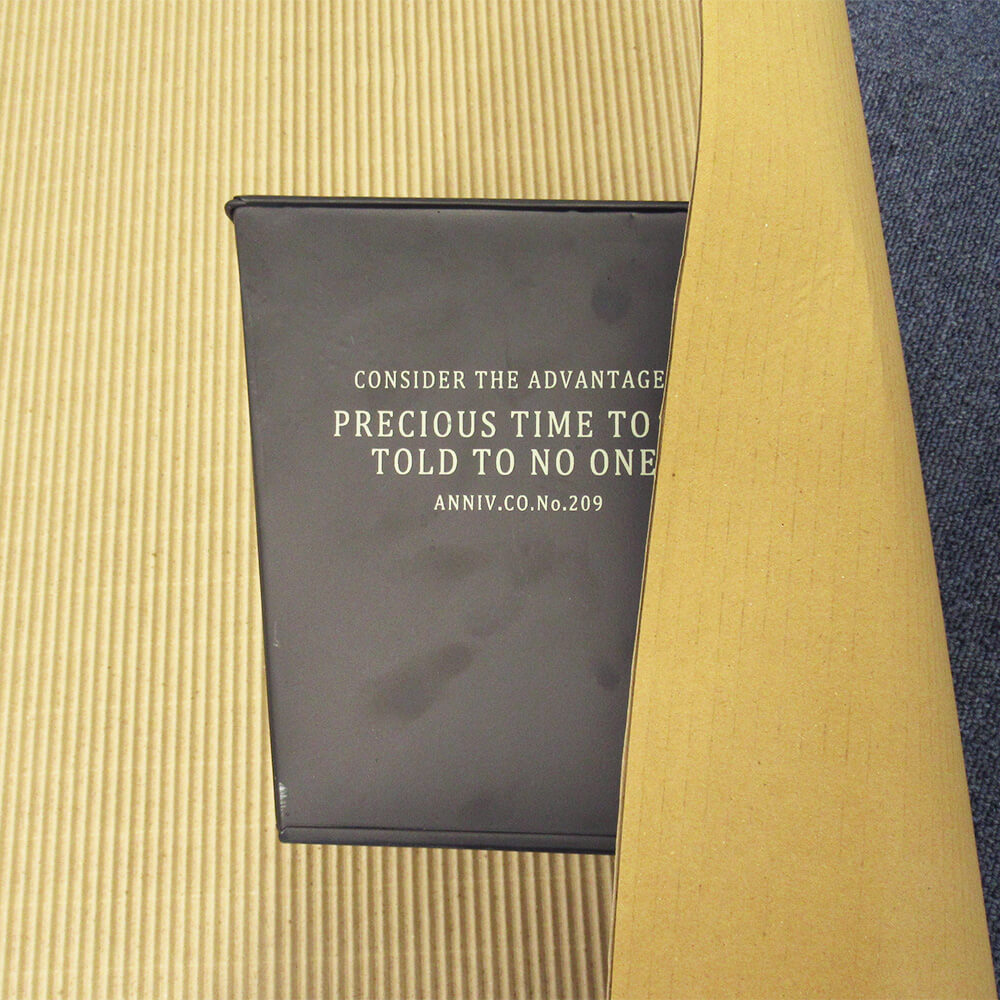 CONSIDER THE ADVANTAGE
PRECIOUS TIME TO
TOLD TO NO ONE
ANNIV.CO.No.209